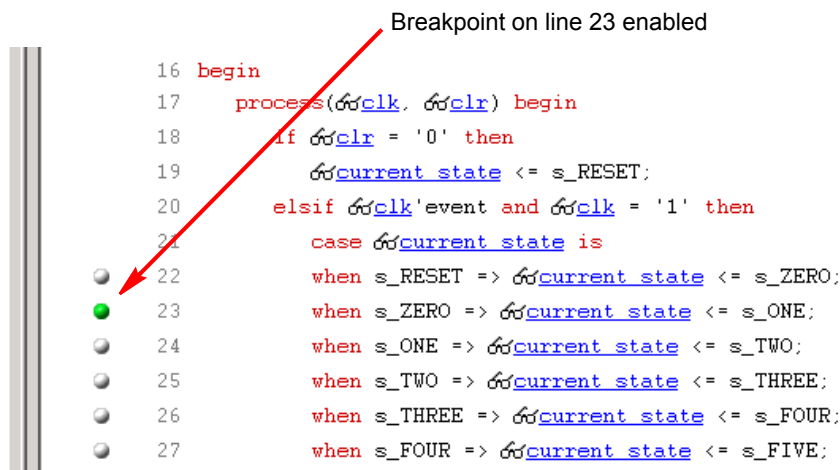 Breakpoint on line 23 enabled
16 begin
17 process(clk, clr) begin
18 if clr = '0' then
19 current_state <= s_RESET;
20 elsif clk'event and clk = '1' then
21 case current_state is
22 when s_RESET => current_state <= s_ZERO;
23 when s_ZERO => current_state <= s_ONE;
24 when s_ONE => current_state <= s_TWO;
25 when s_TWO => current_state <= s_THREE;
26 when s_THREE => current_state <= s_FOUR;
27 when s_FOUR => current_state <= s_FIVE;